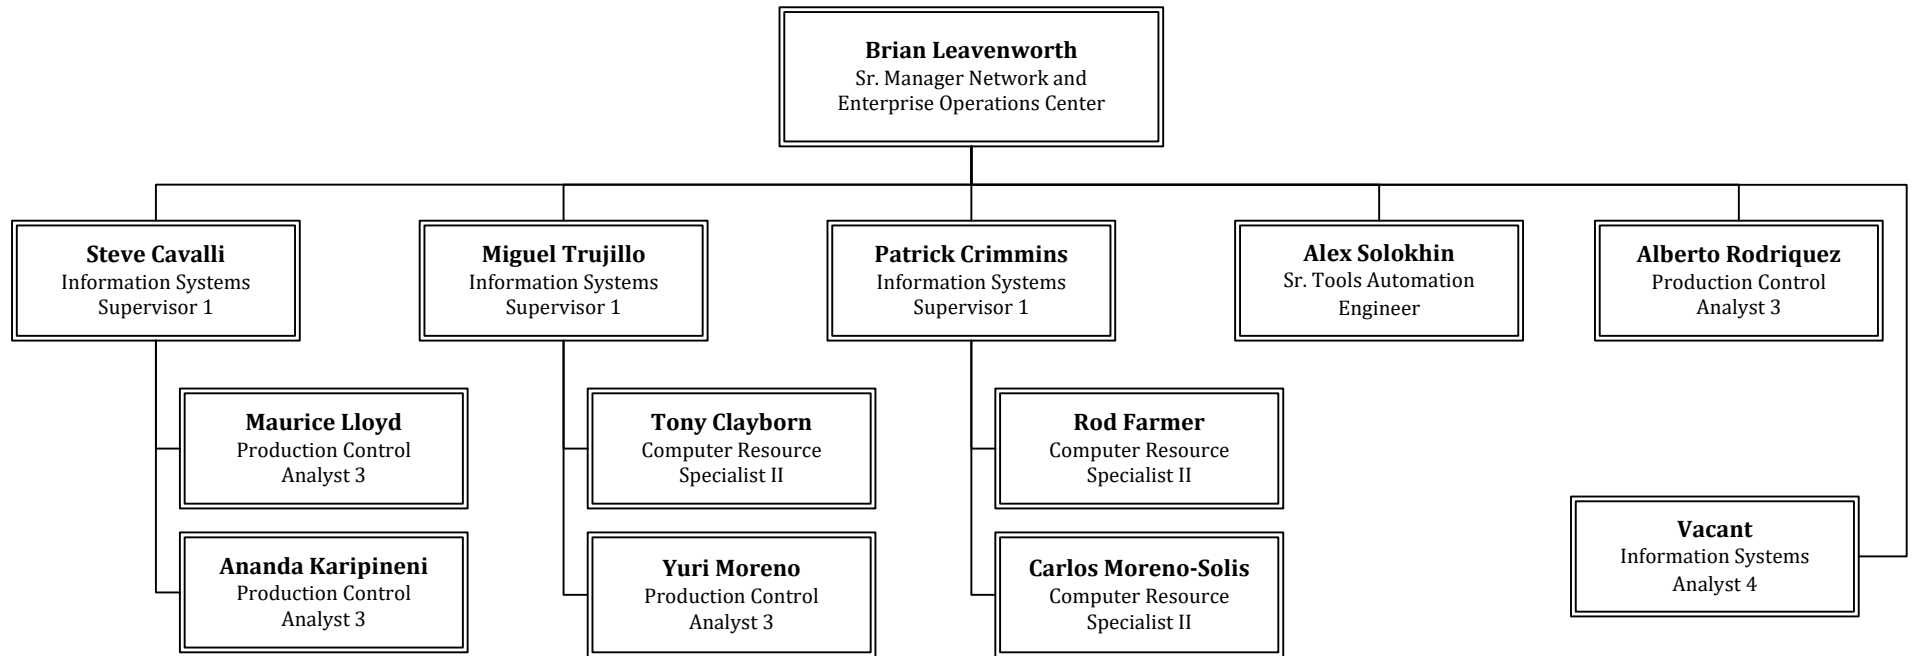 Brian Leavenworth
Sr. Manager Network and
Enterprise Operations Center
Steve Cavalli
Information Systems
Supervisor 1
Miguel Trujillo
Information Systems
Supervisor 1
Patrick Crimmins
Information Systems
Supervisor 1
Alex Solokhin
Sr. Tools Automation
Engineer
Alberto Rodriquez
Production Control
Analyst 3
Maurice Lloyd
Production Control
Analyst 3
Tony Clayborn
Computer Resource
Specialist II
Rod Farmer
Computer Resource
Specialist II
Ananda Karipineni
Production Control
Analyst 3
Yuri Moreno
Production Control
Analyst 3
Carlos Moreno-Solis
Computer Resource
Specialist II
Vacant
Information Systems
Analyst 4